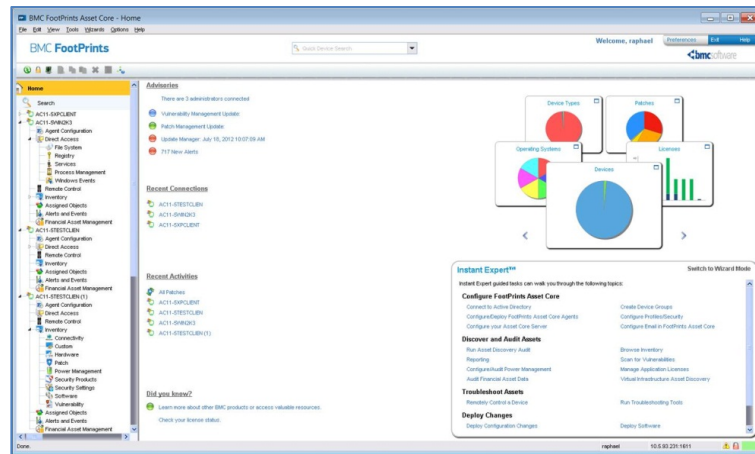 BMC FootPrints Asset Core - Home
File Edit View Tools Wizards Options Help
BMC FootPrints
Quick Device Search
Welcome, raphael
Preferences Exit Help
bmcsoftware
Home
Search
AC11-SXPCLIENT
AC11-SWIN2K3
Agent Configuration
Direct Access
File System
Registry
Services
Process Management
Windows Events
Remote Control
Inventory
Assigned Objects
Alerts and Events
Financial Asset Management
AC11-STESTCLIEN
Agent Configuration
Direct Access
Remote Control
Inventory
Assigned Objects
Alerts and Events
Financial Asset Management
AC11-STESTCLIEN (1)
Agent Configuration
Direct Access
Remote Control
Inventory
Connectivity
Custom
Hardware
Patch
Power Management
Security Products
Security Settings
Software
Vulnerability
Assigned Objects
Alerts and Events
Financial Asset Management
Advisories
There are 3 administrators connected
Vulnerability Management Update:
Patch Management Update:
Update Manager: July 19, 2012 10:07:09 AM
717 New Alerts
Recent Connections
AC11-STESTCLIEN
AC11-SWIN2K3
AC11-SXPCLIENT
Recent Activities
All Patches
AC11-SXPCLIENT
AC11-STESTCLIEN
AC11-SWIN2K3
AC11-STESTCLIEN (1)
Did you know?
Learn more about other BMC products or access valuable resources.
Check your license status.
Device Types
Patches
Operating Systems
Licenses
Devices
Instant Expert™
Switch to Wizard Mode
Instant Expert guided tasks can walk you through the following topics:
Configure FootPrints Asset Core
Connect to Active Directory
Create Device Groups
Configure/Deploy FootPrints Asset Core Agents
Configure Profiles/Security
Configure your Asset Core Server
Configure Email in FootPrints Asset Core
Discover and Audit Assets
Run Asset Discovery Audit
Browse Inventory
Reporting
Scan for Vulnerabilities
Configure/Audit Power Management
Manage Application Licenses
Audit Financial Asset Data
Virtual Infrastructure Asset Discovery
Troubleshoot Assets
Remotely Control a Device
Run Troubleshooting Tools
Deploy Changes
Deploy Configuration Changes
Deploy Software
Done.
raphael
10.5.93.231:1611